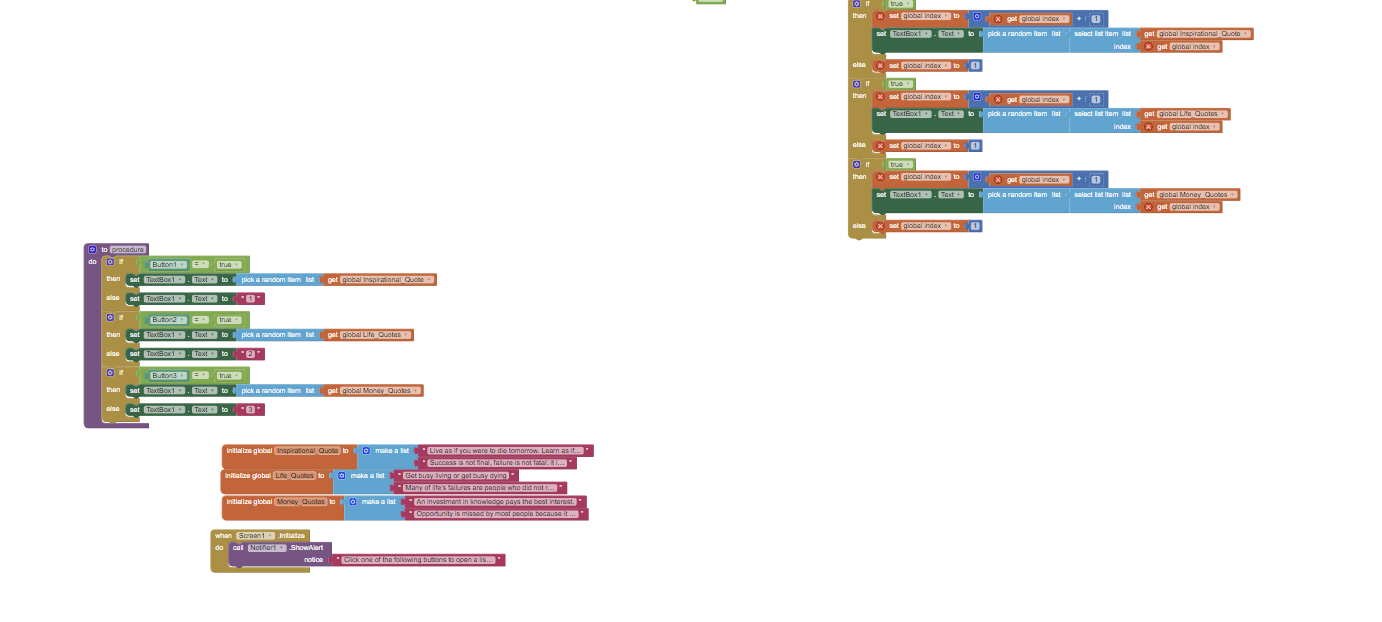 if true
then set global index to get global index + 1
set TextBox1 . Text to pick a random item list select list item list get global Inspirational_Quote
index get global index
else set global index to 1
if true
then set global index to get global index + 1
set TextBox1 . Text to pick a random item list select list item list get global Life_Quotes
index get global index
else set global index to 1
if true
then set global index to get global index + 1
set TextBox1 . Text to pick a random item list select list item list get global Money_Quotes
index get global index
else set global index to 1
to procedure
do if Button1 = true
then set TextBox1 . Text to pick a random item list get global Inspirational_Quote
else set TextBox1 . Text to " 1 "
if Button2 = true
then set TextBox1 . Text to pick a random item list get global Life_Quotes
else set TextBox1 . Text to " 2 "
if Button3 = true
then set TextBox1 . Text to pick a random item list get global Money_Quotes
else set TextBox1 . Text to " 3 "
initialize global Inspirational_Quote to make a list " Live as if you were to die tomorrow. Learn as if... "
" Success is not final, failure is not fatal: it i... "
initialize global Life_Quotes to make a list " Get busy living or get busy dying "
" Many of life's failures are people who did not r... "
initialize global Money_Quotes to make a list " An investment in knowledge pays the best interest. "
" Opportunity is missed by most people because it ... "
when Screen1 .Initialize
do call Notifier1 .ShowAlert
notice " Click one of the following buttons to open a lis... "